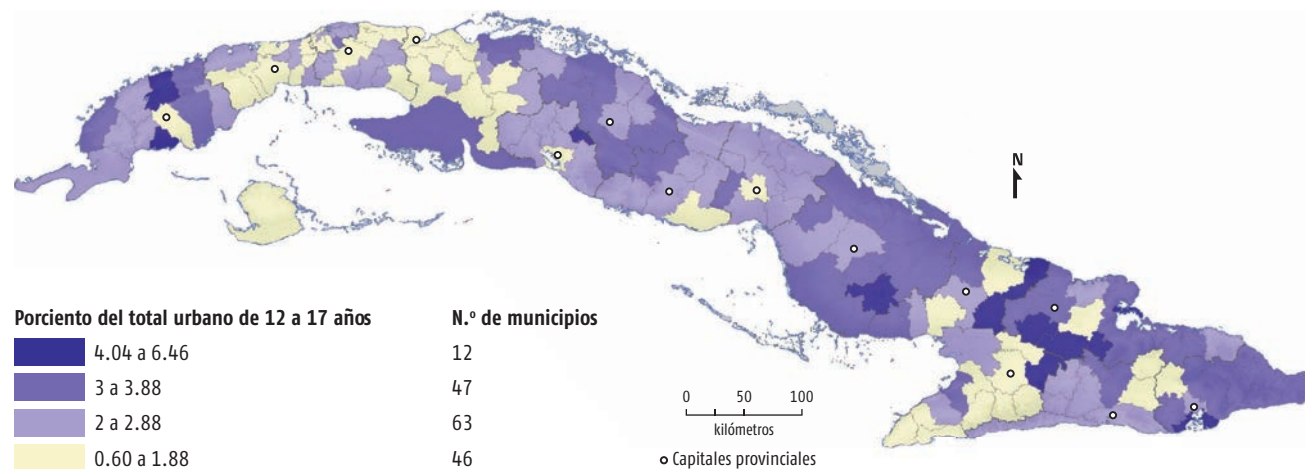 N
Porciento del total urbano de 12 a 17 años N.º de municipios
4.04 a 6.46 12
3 a 3.88 47
2 a 2.88 63
0.60 a 1.88 46
0 50 100
kilómetros
Capitales provinciales